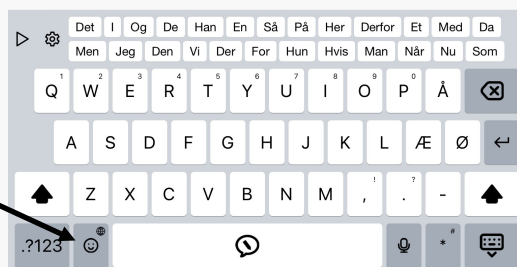 Det I Og De Han En Så På Her Derfor Et Med Da
Men Jeg Den Vi Der For Hun Hvis Man Når Nu Som
Q 1 W 2 E 3 R 4 T 5 Y 6 U 7 I 8 O 9 P 0 Å
A S D F G H J K L Æ Ø
Z X C V B N M , ! . ? -
.?123 * #